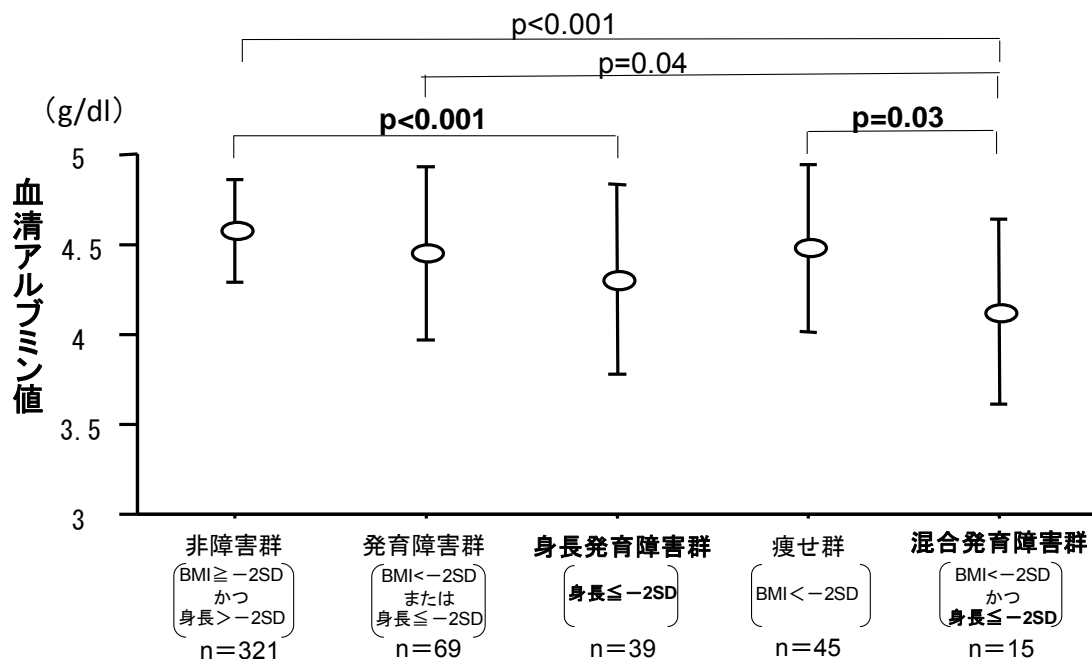 p<0.001
p=0.04
(g/dl)
p<0.001
p=0.03
血清アルブミン値
5
4.5
4
3.5
3
非障害群
BMI≧−2SD
かつ
身長>−2SD
n=321
発育障害群
BMI<−2SD
または
身長≦−2SD
n=69
身長発育障害群
身長≦−2SD
n=39
痩せ群
BMI<−2SD
n=45
混合発育障害群
BMI<−2SD
かつ
身長≦−2SD
n=15